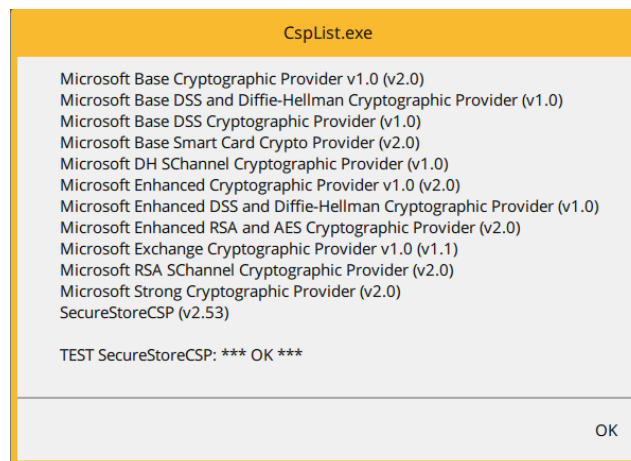 CspList.exe
Microsoft Base Cryptographic Provider v1.0 (v2.0)
Microsoft Base DSS and Diffie-Hellman Cryptographic Provider (v1.0)
Microsoft Base DSS Cryptographic Provider (v1.0)
Microsoft Base Smart Card Crypto Provider (v2.0)
Microsoft DH SChannel Cryptographic Provider (v1.0)
Microsoft Enhanced Cryptographic Provider v1.0 (v2.0)
Microsoft Enhanced DSS and Diffie-Hellman Cryptographic Provider (v1.0)
Microsoft Enhanced RSA and AES Cryptographic Provider (v2.0)
Microsoft Exchange Cryptographic Provider v1.0 (v1.1)
Microsoft RSA SChannel Cryptographic Provider (v2.0)
Microsoft Strong Cryptographic Provider (v2.0)
SecureStoreCSP (v2.53)
TEST SecureStoreCSP: *** OK ***
OK